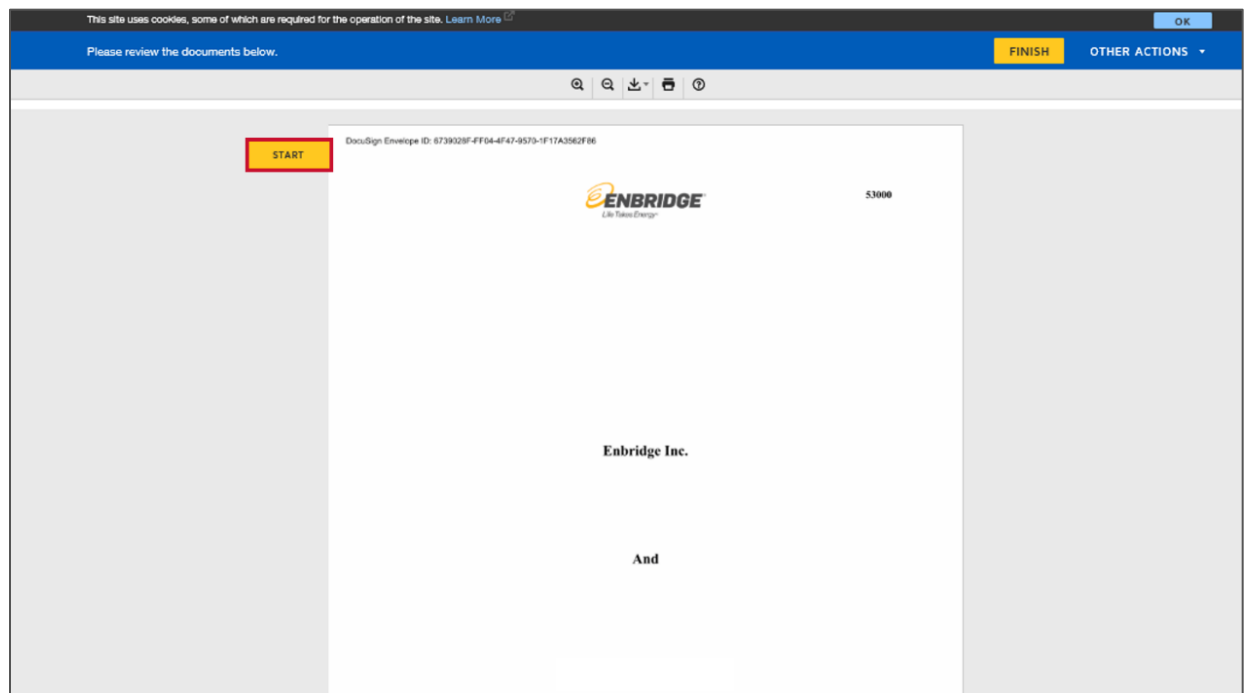 This site uses cookies, some of which are required for the operation of the site. Learn More
OK
Please review the documents below.
FINISH
OTHER ACTIONS
START
DocuSign Envelope ID: 6739028F-FF04-4F47-9570-1F17A3562F86
ENBRIDGE
Life Takes Energy
53000
Enbridge Inc.
And